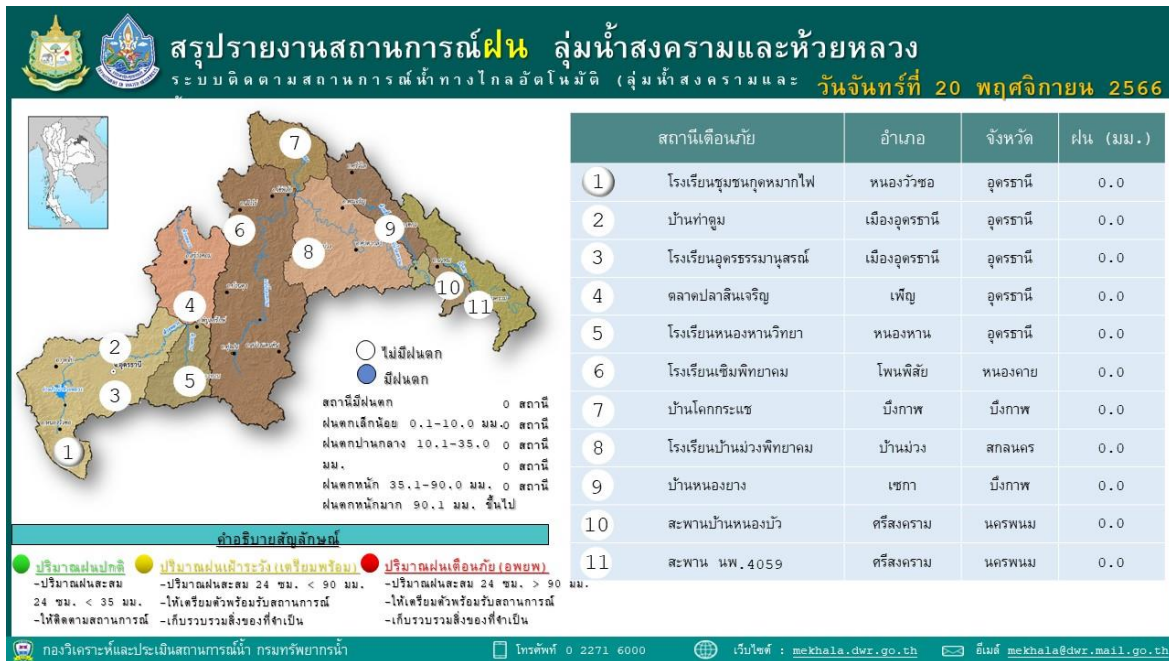 สรุปรายงานสถานการณ์ฝน ลุ่มน้ำสงครามและห้วยหลวง
ระบบติดตามสถานการณ์น้ำทางไกลอัตโนมัติ (ลุ่มน้ำสงครามและ
วันจันทร์ที่ 20 พฤศจิกายน 2566
7
6
9
8
10
11
4
2
5
3
1
อุดรธานี
ไม่มีฝนตก
มีฝนตก
สถานีมีฝนตก 0 สถานี
ฝนตกเล็กน้อย 0.1-10.0 มม. 0 สถานี
ฝนตกปานกลาง 10.1-35.0 0 สถานี
มม. 0 สถานี
ฝนตกหนัก 35.1-90.0 มม. 0 สถานี
ฝนตกหนักมาก 90.1 มม. ขึ้นไป
สถานีเตือนภัย อำเภอ จังหวัด ฝน (มม.)
1 โรงเรียนชุมชนกุดหมากไฟ หนองวัวซอ อุดรธานี 0.0
2 บ้านท่าตูม เมืองอุดรธานี อุดรธานี 0.0
3 โรงเรียนอุดรธรรมานุสรณ์ เมืองอุดรธานี อุดรธานี 0.0
4 ตลาดปลาสินเจริญ เพ็ญ อุดรธานี 0.0
5 โรงเรียนหนองหานวิทยา หนองหาน อุดรธานี 0.0
6 โรงเรียนเซิมพิทยาคม โพนพิสัย หนองคาย 0.0
7 บ้านโคกกระแซ บึงกาฬ บึงกาฬ 0.0
8 โรงเรียนบ้านม่วงพิทยาคม บ้านม่วง สกลนคร 0.0
9 บ้านหนองยาง เซกา บึงกาฬ 0.0
10 สะพานบ้านหนองบัว ศรีสงคราม นครพนม 0.0
11 สะพาน นพ.4059 ศรีสงคราม นครพนม 0.0
คำอธิบายสัญลักษณ์
ปริมาณฝนปกติ
-ปริมาณฝนสะสม
24 ชม. < 35 มม.
-ให้ติดตามสถานการณ์
ปริมาณฝนเฝ้าระวัง(เตรียมพร้อม)
-ปริมาณฝนสะสม 24 ชม. < 90 มม.
-ให้เตรียมตัวพร้อมรับสถานการณ์
-เก็บรวบรวมสิ่งของที่จำเป็น
ปริมาณฝนเตือนภัย(อพยพ)
-ปริมาณฝนสะสม 24 ชม. > 90 มม.
-ให้เตรียมตัวพร้อมรับสถานการณ์
-เก็บรวบรวมสิ่งของที่จำเป็น
กองวิเคราะห์และประเมินสถานการณ์น้ำ กรมทรัพยากรน้ำ
โทรศัพท์ 0 2271 6000
เว็บไซต์ : mekhala.dwr.go.th
อีเมล์ mekhala@dwr.mail.go.th